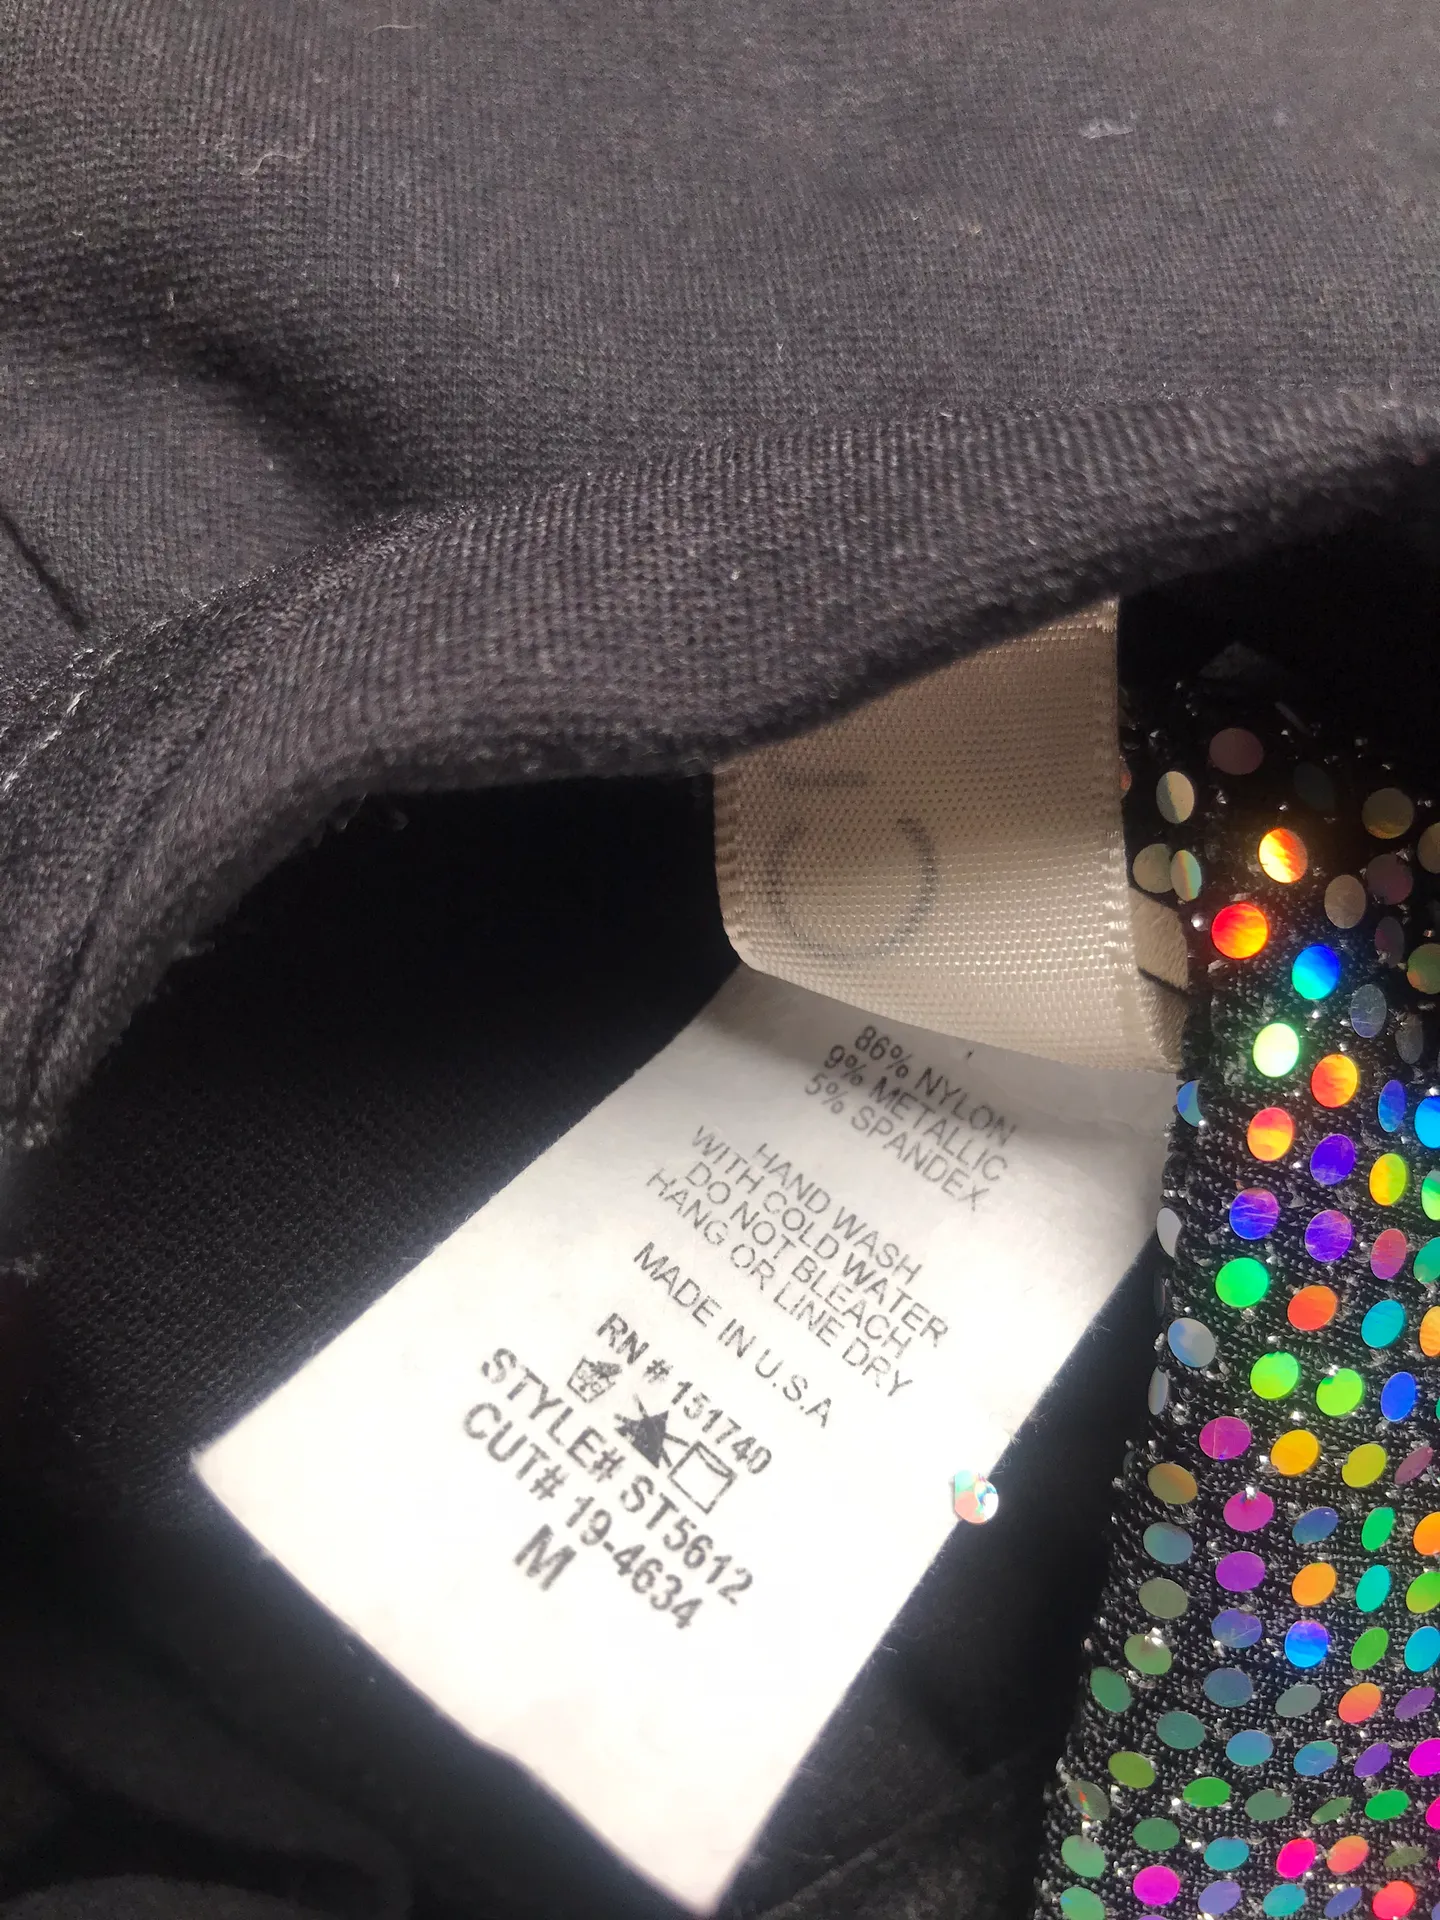 86% NYLON
9% METALLIC
5% SPANDEX
HAND WASH
WITH COLD WATER
DO NOT BLEACH
HANG OR LINE DRY
MADE IN U.S.A
RN # 151740
STYLE# ST5612
CUT# 19-4634
M